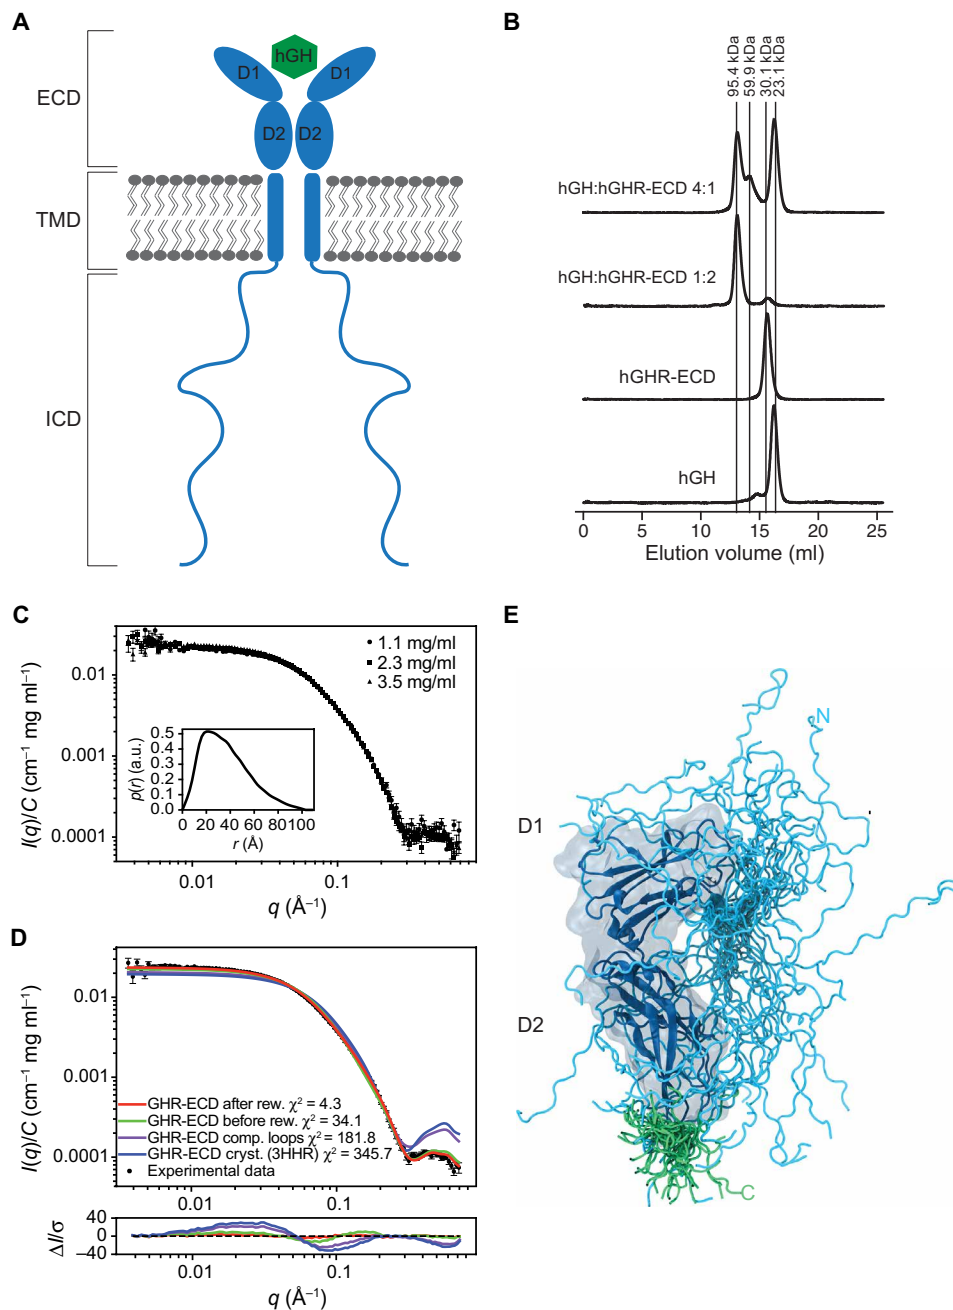 A
ECD
hGH
D1
D1
D2
D2
TMD
ICD
B
95.4 kDa
59.9 kDa
30.1 kDa
23.1 kDa
hGH:hGHR-ECD 4:1
hGH:hGHR-ECD 1:2
hGHR-ECD
hGH
0 5 10 15 20 25
Elution volume (ml)
C
I(q)/C (cm⁻¹ mg ml⁻¹)
0.01
0.001
0.0001
1.1 mg/ml
2.3 mg/ml
3.5 mg/ml
p(r) (a.u.)
0.5
0.4
0.3
0.2
0.1
0.0
0 20 40 60 80 100
r (Å)
0.01 0.1
q (Å⁻¹)
D
I(q)/C (cm⁻¹ mg ml⁻¹)
0.01
0.001
0.0001
GHR-ECD after rew. χ² = 4.3
GHR-ECD before rew. χ² = 34.1
GHR-ECD comp. loops χ² = 181.8
GHR-ECD cryst. (3HHR) χ² = 345.7
Experimental data
0.01 0.1
ΔI/σ
40
0
−40
0.01 0.1
q (Å⁻¹)
E
N
D1
D2
C